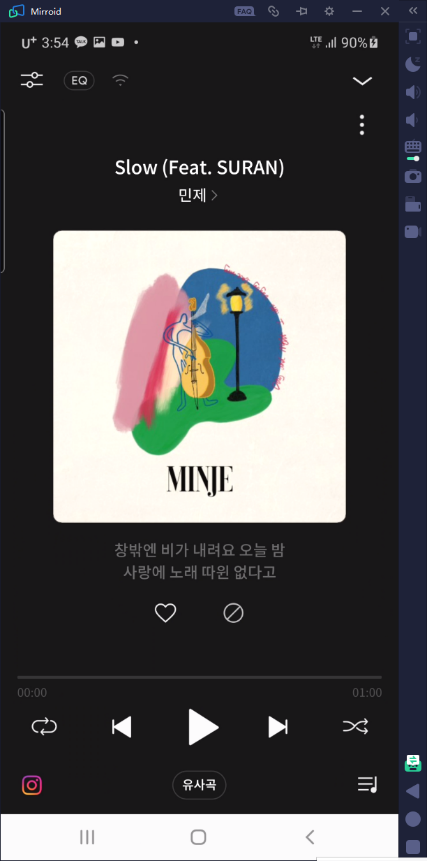 Mirroid
FAQ
U+ 3:54
LTE 90%
EQ
Slow (Feat. SURAN)
민제
MINJE
창밖엔 비가 내려요 오늘 밤
사랑에 노래 따윈 없다고
00:00
01:00
유사곡